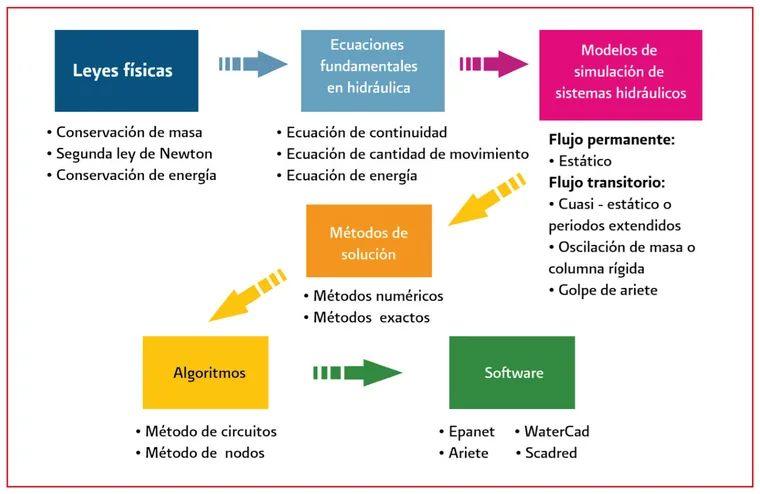 Leyes físicas
• Conservación de masa
• Segunda ley de Newton
• Conservación de energía
Ecuaciones
fundamentales
en hidráulica
• Ecuación de continuidad
• Ecuación de cantidad de movimiento
• Ecuación de energía
Modelos de
simulación de
sistemas hidráulicos
Flujo permanente:
• Estático
Flujo transitorio:
• Cuasi - estático o
periodos extendidos
• Oscilación de masa o
columna rígida
• Golpe de ariete
Métodos de
solución
• Métodos numéricos
• Métodos exactos
Algoritmos
• Método de circuitos
• Método de nodos
Software
• Epanet • WaterCad
• Ariete • Scadred